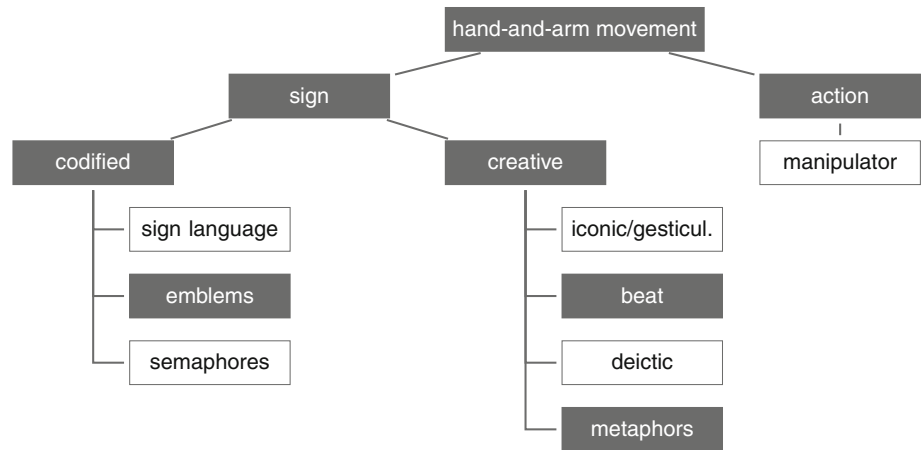 hand-and-arm movement
sign
action
codified
creative
manipulator
sign language
iconic/gesticul.
emblems
beat
semaphores
deictic
metaphors